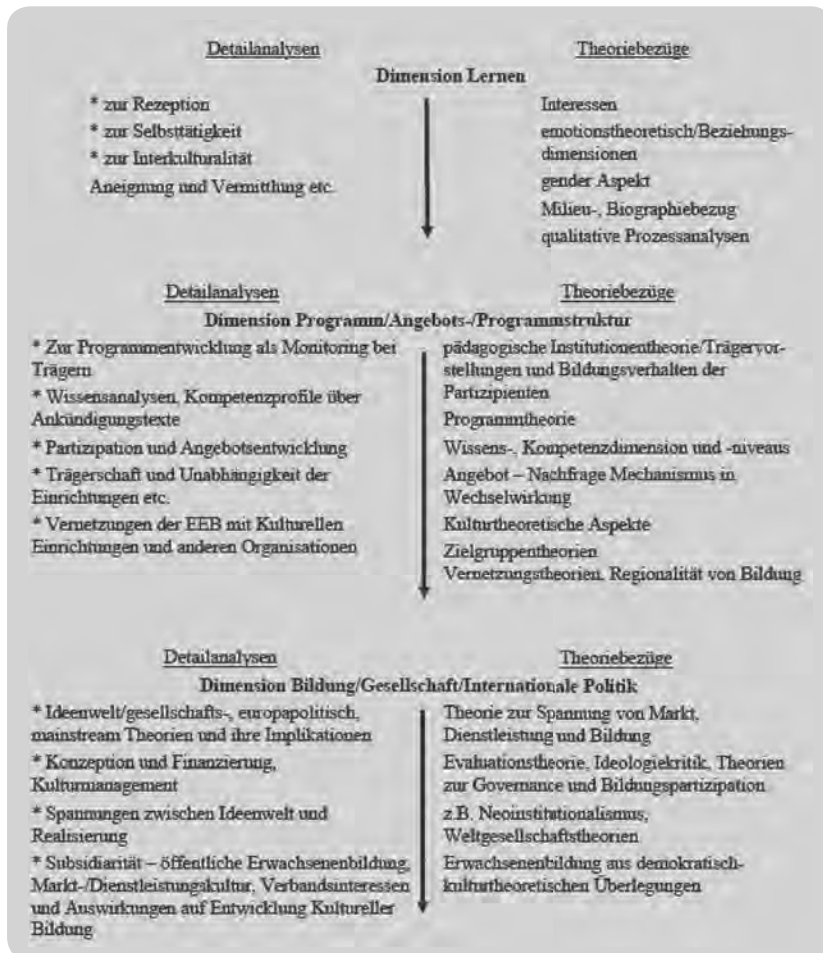 Detailanalysen
Theoriebezüge
Dimension Lernen
* zur Rezeption
* zur Selbsttätigkeit
* zur Interkulturalität
Aneignung und Vermittlung etc.
Interessen
emotionstheoretisch/Beziehungs-
dimensionen
gender Aspekt
Milieu-, Biographiebezug
qualitative Prozessanalysen
Detailanalysen
Theoriebezüge
Dimension Programm/Angebots-/Programmstruktur
* Zur Programmentwicklung als Monitoring bei
Trägern
* Wissensanalysen, Kompetenzprofile über
Ankündigungstexte
* Partizipation und Angebotsentwicklung
* Trägerschaft und Unabhängigkeit der
Einrichtungen etc.
* Vernetzungen der EEB mit Kulturellen
Einrichtungen und anderen Organisationen
pädagogische Institutionentheorie/Trägervor-
stellungen und Bildungsverhalten der
Partizipienten
Programmtheorie
Wissens-, Kompetenzdimension und -niveaus
Angebot – Nachfrage Mechanismus in
Wechselwirkung
Kulturtheoretische Aspekte
Zielgruppentheorien
Vernetzungstheorien, Regionalität von Bildung
Detailanalysen
Theoriebezüge
Dimension Bildung/Gesellschaft/Internationale Politik
* Ideenwelt/gesellschafts-, europapolitisch,
mainstream Theorien und ihre Implikationen
* Konzeption und Finanzierung,
Kulturmanagement
* Spannungen zwischen Ideenwelt und
Realisierung
* Subsidiarität – öffentliche Erwachsenenbildung,
Markt-/Dienstleistungskultur, Verbandsinteressen
und Auswirkungen auf Entwicklung Kultureller
Bildung
Theorie zur Spannung von Markt,
Dienstleistung und Bildung
Evaluationstheorie, Ideologiekritik, Theorien
zur Governance und Bildungspartizipation
z.B. Neoinstitutionalismus,
Weltgesellschaftstheorien
Erwachsenenbildung aus demokratisch-
kulturtheoretischen Überlegungen